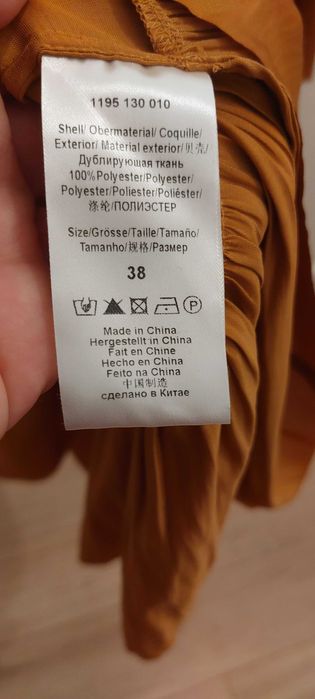 1195 130 010
Shell/ Obermaterial/ Coquille/
Exterior/ Material exterior/贝壳/
Дублирующая ткань
100%Polyester/Polyester/
Polyester/Poliester/Poliéster/
涤纶/ПОЛИЭСТЕР
Size/Grösse/Taille/Tamaño/
Tamanho/规格/Размер
38
P
Made in China
Hergestellt in China
Fait en Chine
Hecho en China
Feito na China
中国制造
сделано в Китае